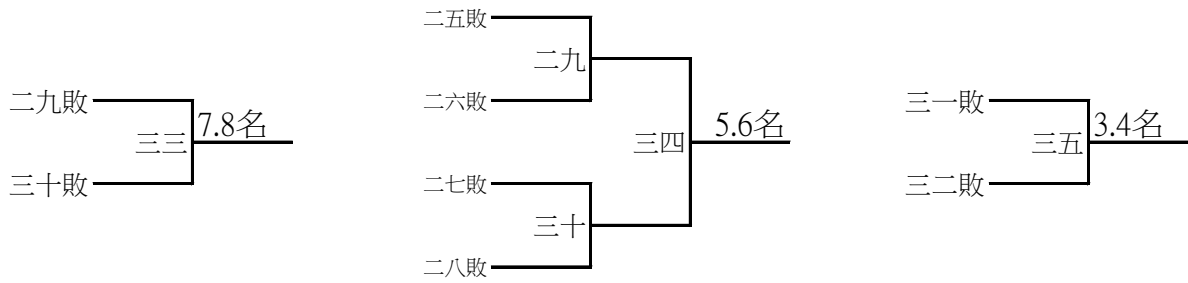 二九敗
三三
7.8名
三十敗
二五敗
二九
二六敗
三四
5.6名
二七敗
三十
二八敗
三一敗
三五
3.4名
三二敗